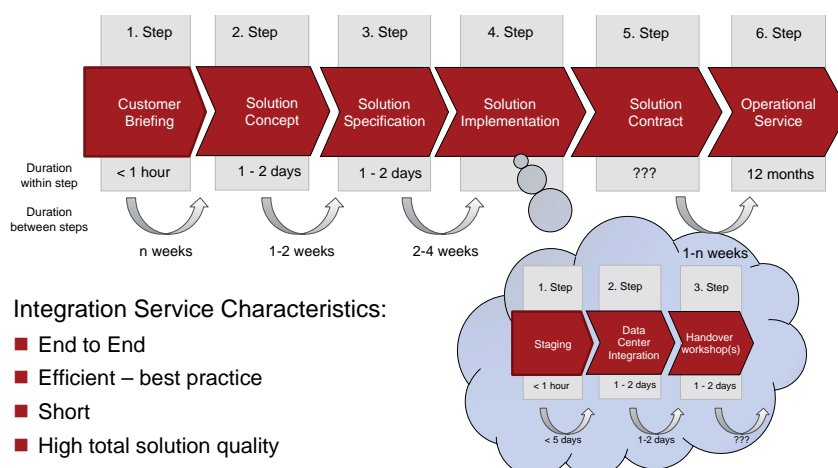 1. Step
2. Step
3. Step
4. Step
5. Step
6. Step
Customer
Briefing
Solution
Concept
Solution
Specification
Solution
Implementation
Solution
Contract
Operational
Service
Duration
within step
< 1 hour
1 - 2 days
1 - 2 days
???
12 months
Duration
between steps
n weeks
1-2 weeks
2-4 weeks
1-n weeks
1. Step
2. Step
3. Step
Staging
Data
Center
Integration
Handover
workshop(s)
< 1 hour
1 - 2 days
1 - 2 days
< 5 days
1-2 days
???
Integration Service Characteristics:
End to End
Efficient – best practice
Short
High total solution quality